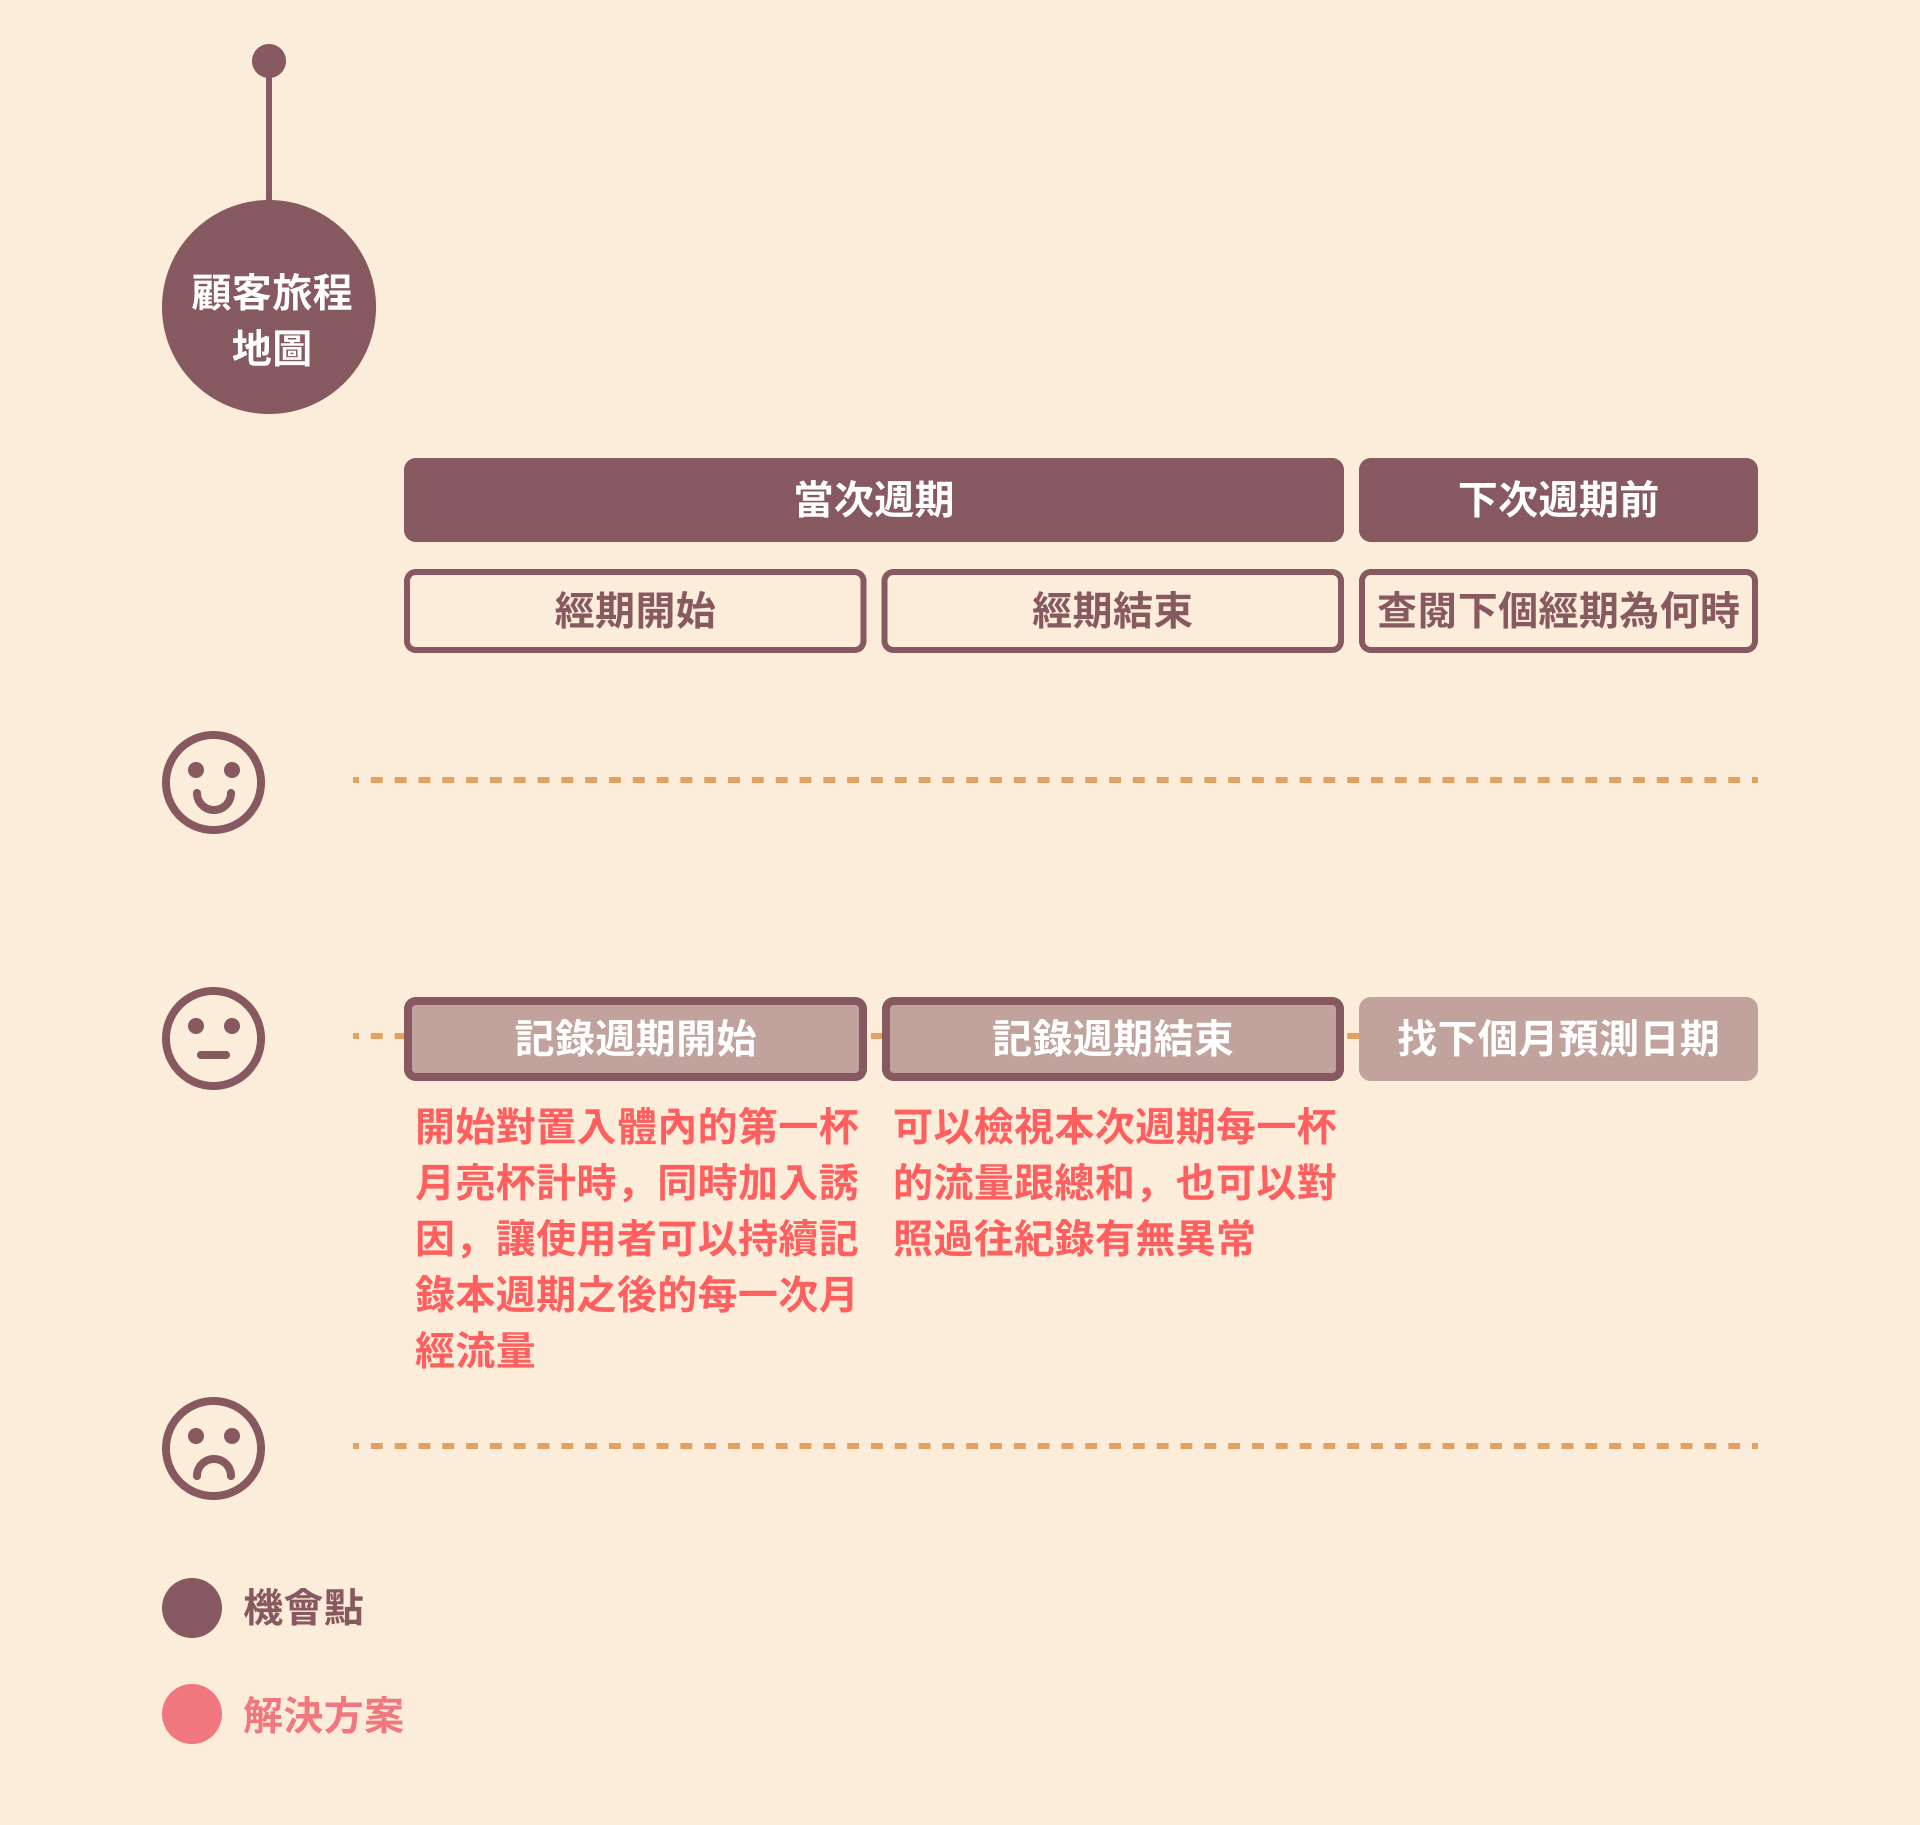 顧客旅程
地圖
當次週期
下次週期前
經期開始
經期結束
查閱下個經期為何時
記錄週期開始
記錄週期結束
找下個月預測日期
開始對置入體內的第一杯
月亮杯計時，同時加入誘
因，讓使用者可以持續記
錄本週期之後的每一次月
經流量
可以檢視本次週期每一杯
的流量跟總和，也可以對
照過往紀錄有無異常
機會點
解決方案